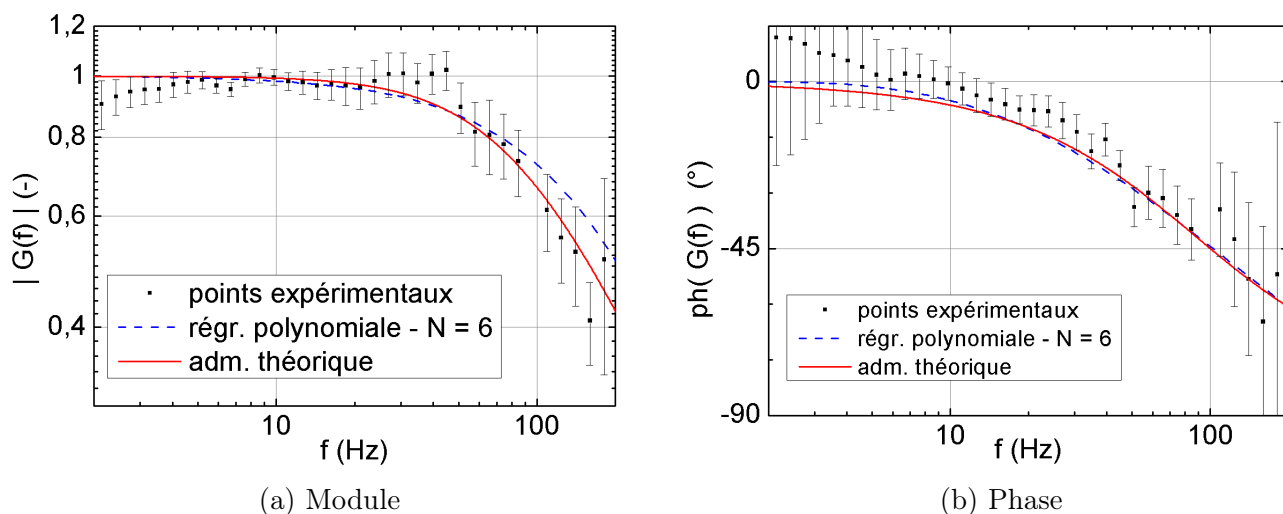 1,2
1
0,8
0,6
0,4
| G(f) | (-)
points expérimentaux
régr. polynomiale - N = 6
adm. théorique
10
100
f (Hz)
(a) Module
0
-45
-90
ph( G(f) ) (°)
points expérimentaux
régr. polynomiale - N = 6
adm. théorique
10
100
f (Hz)
(b) Phase